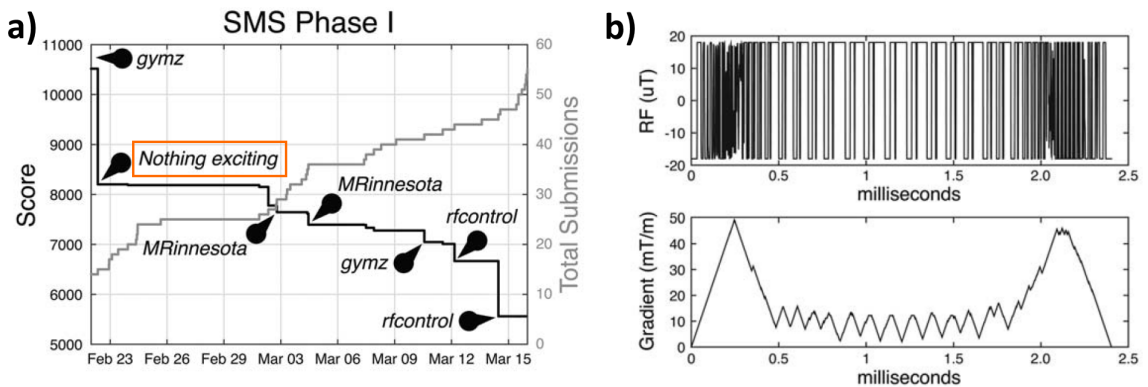 a)
SMS Phase I
Score
11000
10000
9000
8000
7000
6000
5000
gymz
Nothing exciting
MRinnesota
MRinnesota
rfcontrol
gymz
rfcontrol
60
50
40
30
20
10
0
Total Submissions
Feb 23 Feb 26 Feb 29 Mar 03 Mar 06 Mar 09 Mar 12 Mar 15
b)
RF (uT)
20
10
0
-10
-20
0 0.5 1.0 1.5 2.0 2.5
milliseconds
Gradient (mT/m)
50
40
30
20
10
0
0 0.5 1.0 1.5 2.0 2.5
milliseconds